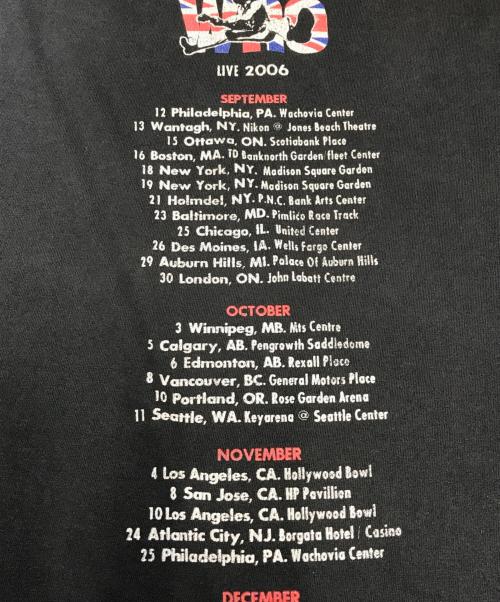 LIVE 2006
SEPTEMBER
12 Philadelphia, PA. Wachovia Center
13 Wantagh, NY. Nikon @ Jones Beach Theatre
15 Ottawa, ON. Scotiabank Place
16 Boston, MA. TD Banknorth Garden/fleet Center
18 New York, NY. Madison Square Garden
19 New York, NY. Madison Square Garden
21 Holmdel, NY. P.N.C. Bank Arts Center
23 Baltimore, MD. Pimlico Race Track
25 Chicago, IL. United Center
26 Des Moines, IA. Wells Fargo Center
29 Auburn Hills, MI. Palace Of Auburn Hills
30 London, ON. John Labatt Centre
OCTOBER
3 Winnipeg, MB. Mts Centre
5 Calgary, AB. Pengrowth Saddledome
6 Edmonton, AB. Rexall Place
8 Vancouver, BC. General Motors Place
10 Portland, OR. Rose Garden Arena
11 Seattle, WA. Keyarena @ Seattle Center
NOVEMBER
4 Los Angeles, CA. Hollywood Bowl
8 San Jose, CA. HP Pavillion
10 Los Angeles, CA. Hollywood Bowl
24 Atlantic City, NJ. Borgata Hotel / Casino
25 Philadelphia, PA. Wachovia Center
DECEMBER